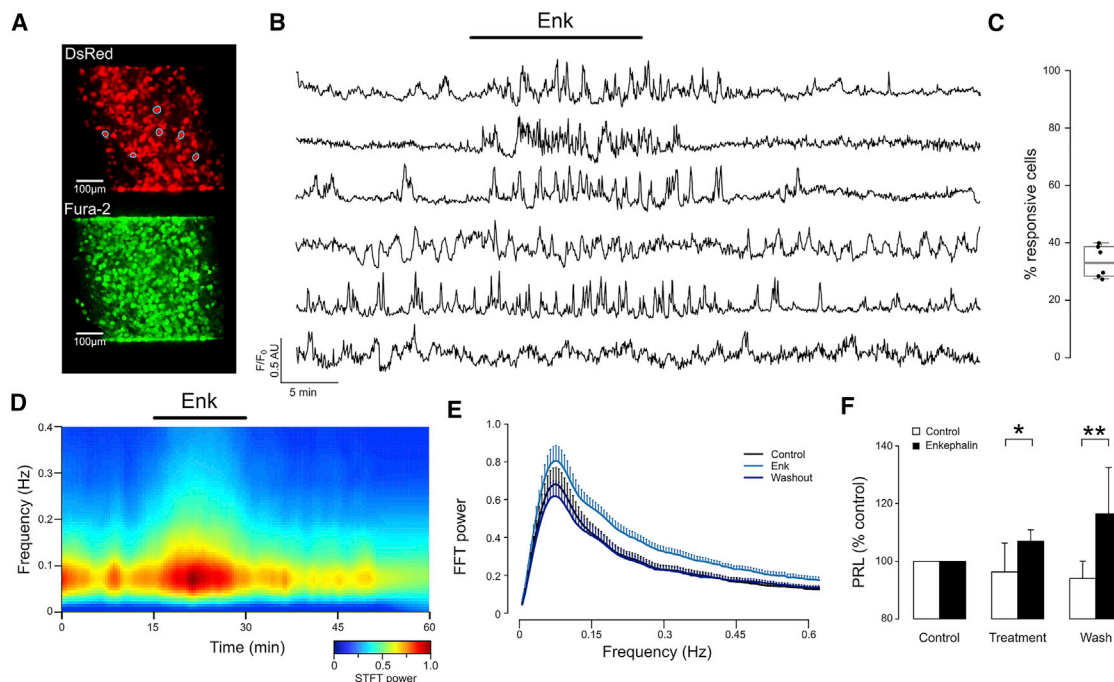 A
DsRed
100µm
Fura-2
100µm
B
Enk
F/F0
0.5 AU
5 min
C
% responsive cells
100
80
60
40
20
0
D
Enk
Frequency (Hz)
0.4
0.3
0.2
0.1
0
0
15
30
45
60
Time (min)
0
0.5
1.0
STFT power
E
FFT power
1.0
0.8
0.6
0.4
0.2
0
Control
Enk
Washout
0
0.15
0.3
0.45
0.6
Frequency (Hz)
F
Control
Enkephalin
*
**
PRL (% control)
140
120
100
80
Control
Treatment
Wash